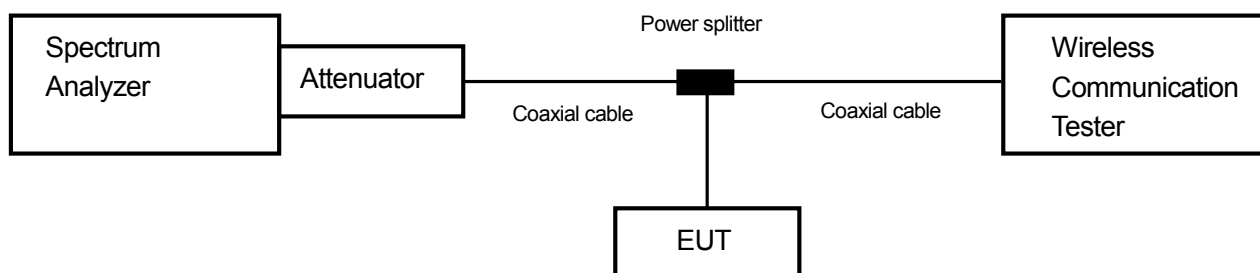 Power splitter
Spectrum
Analyzer
Attenuator
Wireless
Communication
Tester
Coaxial cable
Coaxial cable
EUT